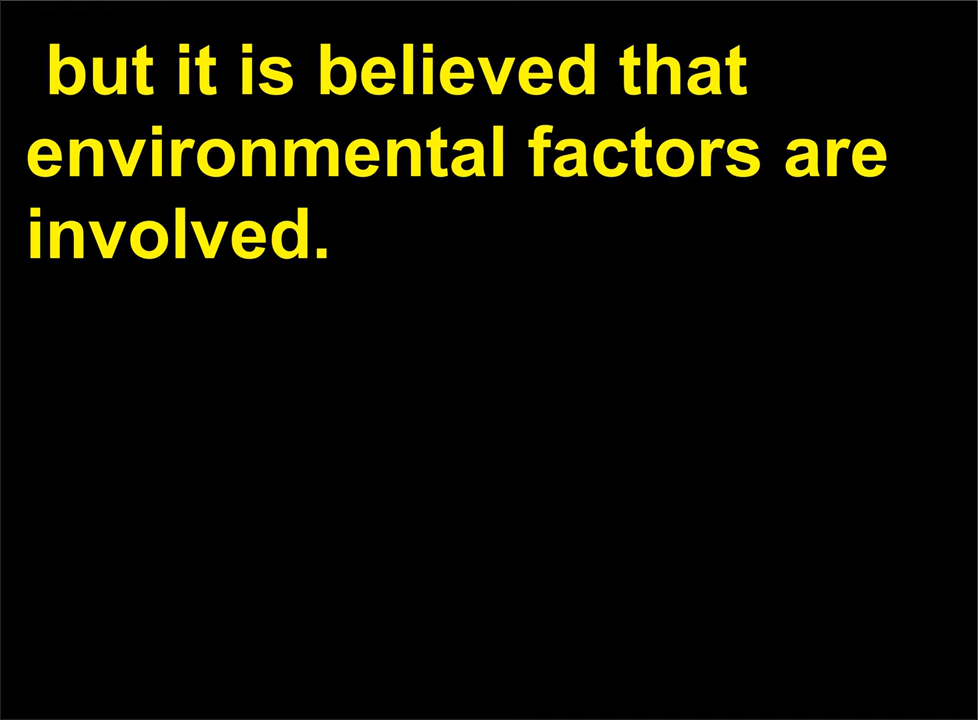 but it is believed that
environmental factors are
involved.